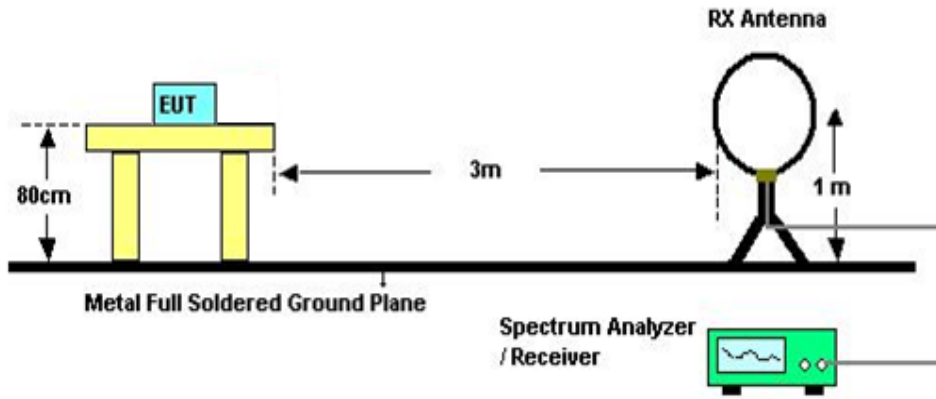 RX Antenna
EUT
80cm
3m
1 m
Metal Full Soldered Ground Plane
Spectrum Analyzer
/ Receiver